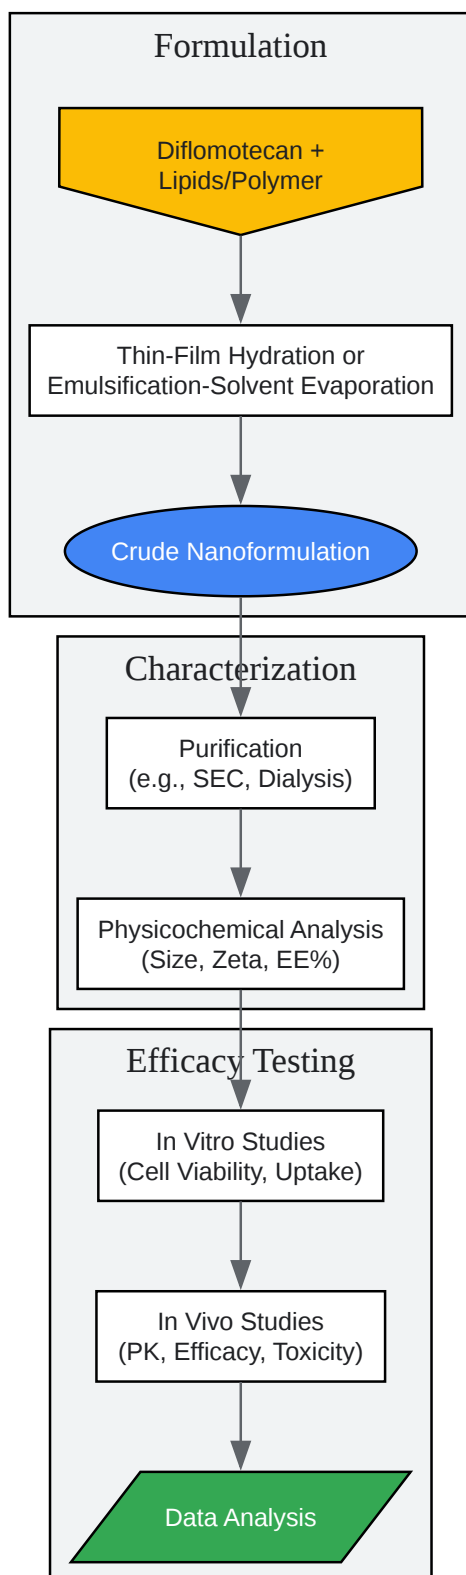 Formulation
Diflomotecan +
Lipids/Polymer
Thin-Film Hydration or
Emulsification-Solvent Evaporation
Crude Nanoformulation
Characterization
Purification
(e.g., SEC, Dialysis)
Physicochemical Analysis
(Size, Zeta, EE%)
Efficacy Testing
In Vitro Studies
(Cell Viability, Uptake)
In Vivo Studies
(PK, Efficacy, Toxicity)
Data Analysis